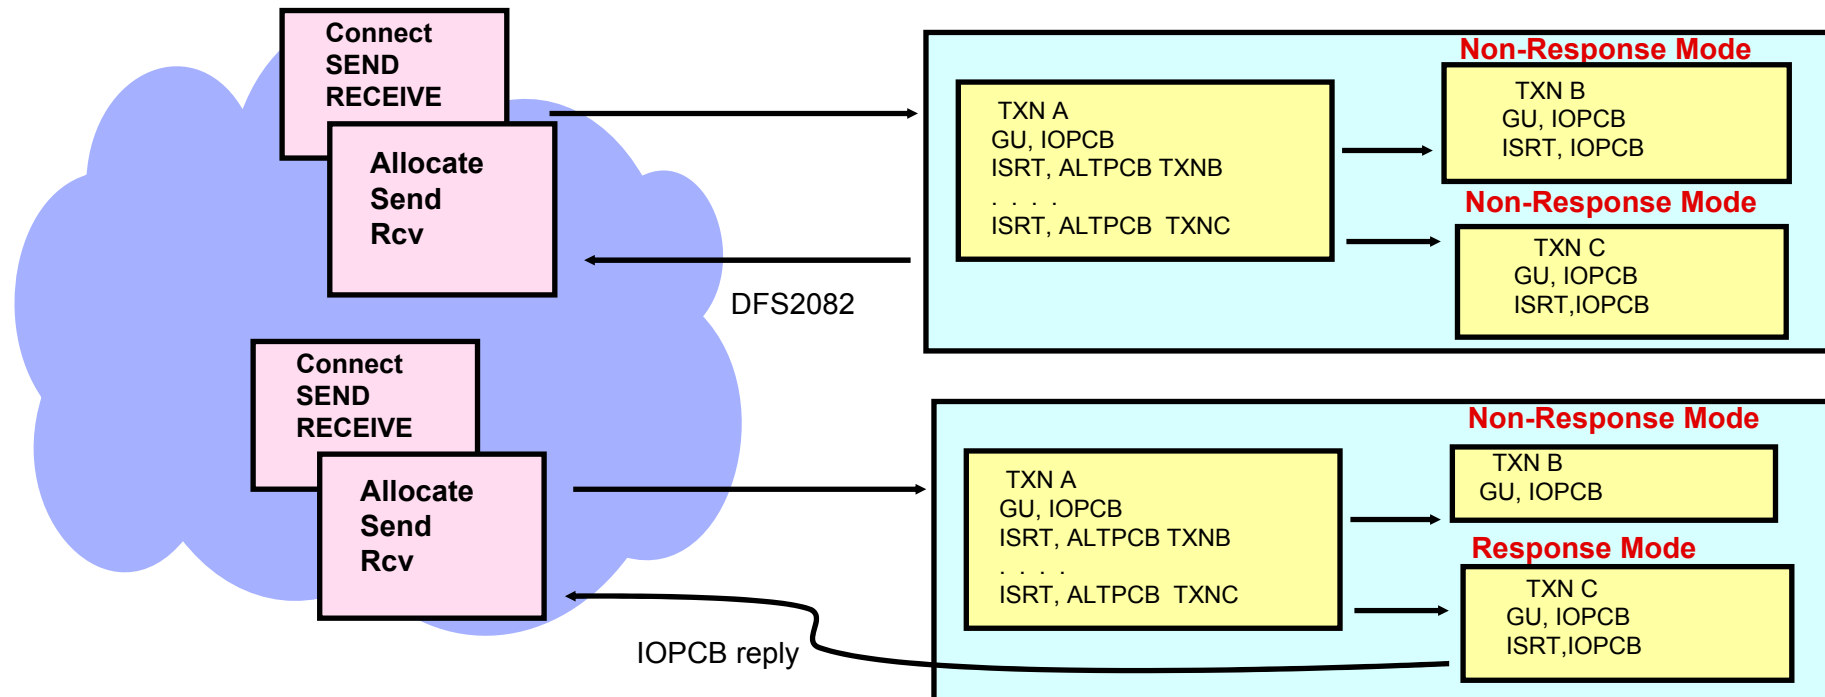 Connect
SEND
RECEIVE
Allocate
Send
Rcv
DFS2082
TXN A
GU, IOPCB
ISRT, ALTPCB TXNB
. . . .
ISRT, ALTPCB TXNC
Non-Response Mode
TXN B
GU, IOPCB
ISRT, IOPCB
Non-Response Mode
TXN C
GU, IOPCB
ISRT,IOPCB
Connect
SEND
RECEIVE
Allocate
Send
Rcv
IOPCB reply
TXN A
GU, IOPCB
ISRT, ALTPCB TXNB
. . . .
ISRT, ALTPCB TXNC
Non-Response Mode
TXN B
GU, IOPCB
Response Mode
TXN C
GU, IOPCB
ISRT,IOPCB